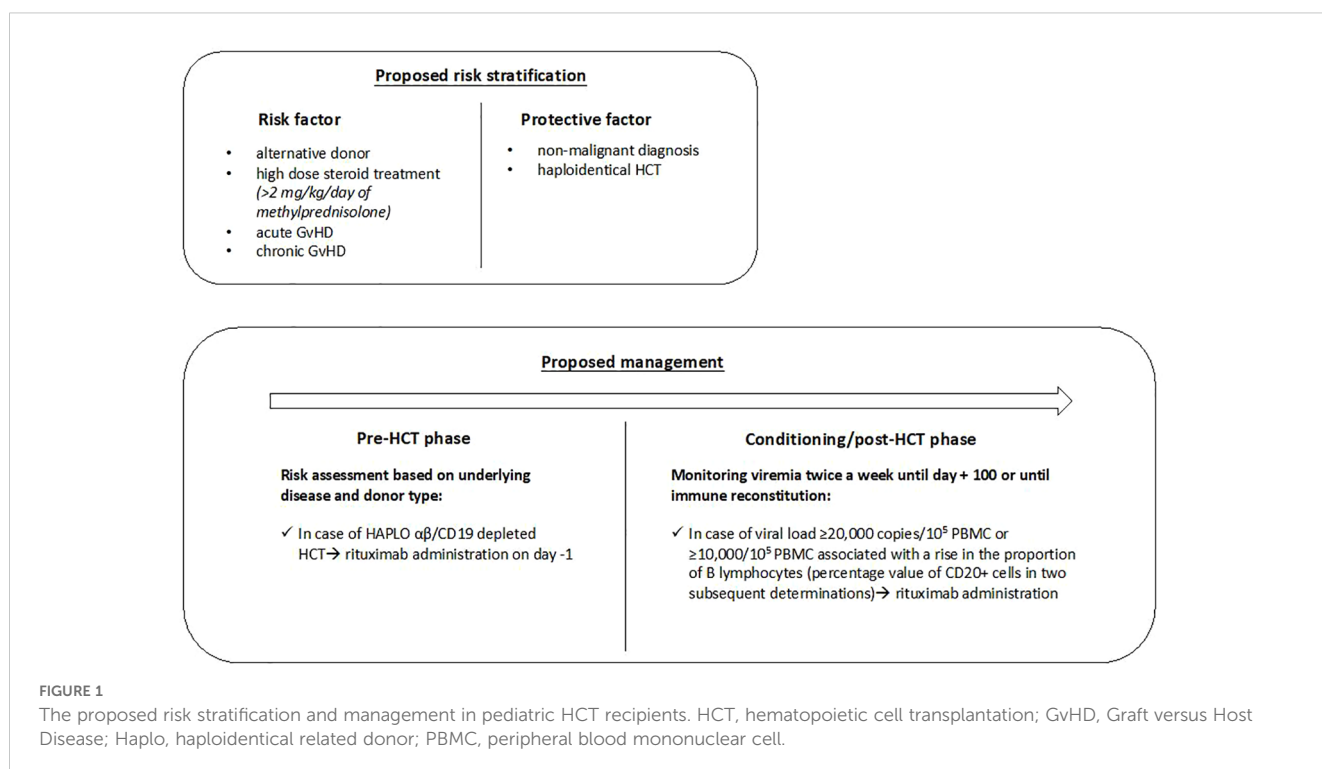 Proposed risk stratification
Risk factor
• alternative donor
• high dose steroid treatment
(>2 mg/kg/day of
methylprednisolone)
• acute GvHD
• chronic GvHD
Protective factor
• non-malignant diagnosis
• haploidentical HCT
Proposed management
Pre-HCT phase
Risk assessment based on underlying
disease and donor type:
✓ In case of HAPLO αβ/CD19 depleted
HCT→ rituximab administration on day -1
Conditioning/post-HCT phase
Monitoring viremia twice a week until day + 100 or until
immune reconstitution:
✓ In case of viral load ≥20,000 copies/10⁵ PBMC or
≥10,000/10⁵ PBMC associated with a rise in the proportion
of B lymphocytes (percentage value of CD20+ cells in two
subsequent determinations)→ rituximab administration
FIGURE 1
The proposed risk stratification and management in pediatric HCT recipients. HCT, hematopoietic cell transplantation; GvHD, Graft versus Host
Disease; Haplo, haploidentical related donor; PBMC, peripheral blood mononuclear cell.